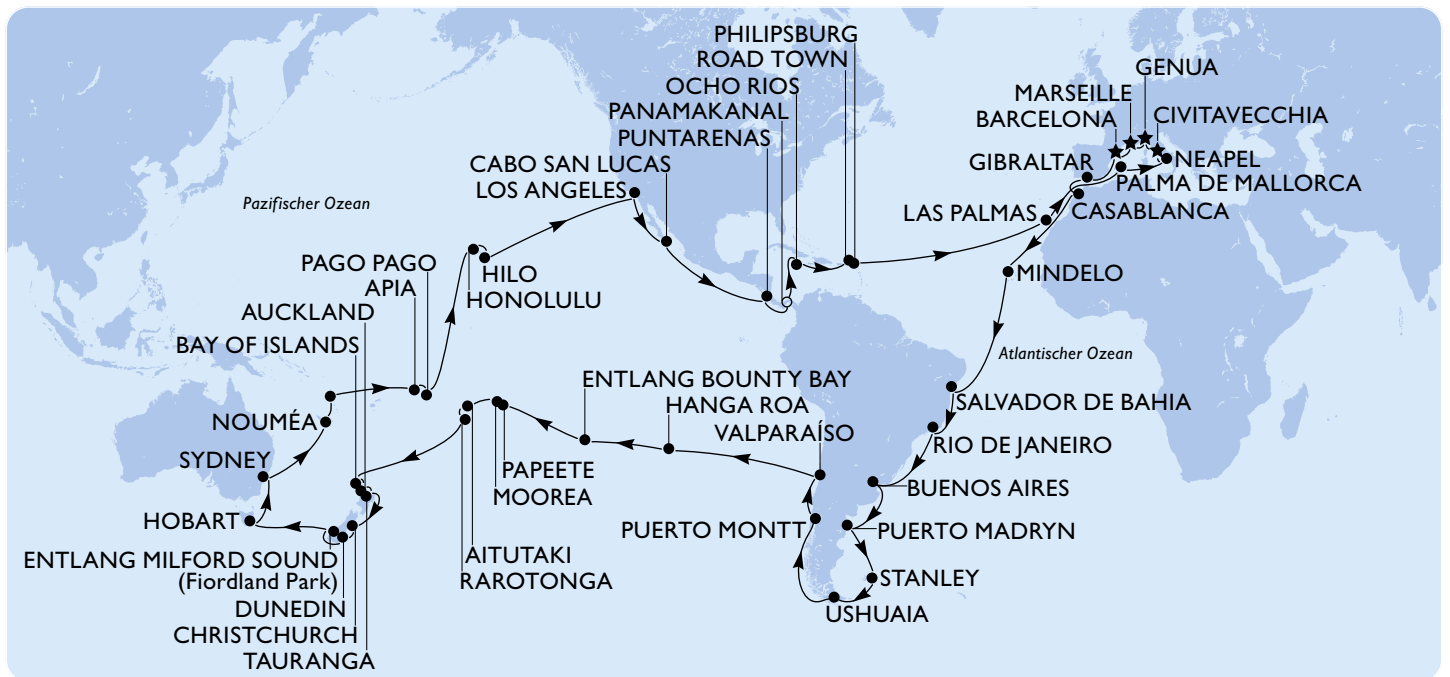 PHILIPSBURG
ROAD TOWN
OCHO RIOS
PANAMAKANAL
PUNTARENAS
CABO SAN LUCAS
LOS ANGELES
GENUA
MARSEILLE
CIVITAVECCHIA
BARCELONA
NEAPEL
GIBRALTAR
PALMA DE MALLORCA
LAS PALMAS
CASABLANCA
MINDELO
Pazifischer Ozean
Atlantischer Ozean
PAGO PAGO
APIA
HILO
HONOLULU
AUCKLAND
BAY OF ISLANDS
NOUMÉA
SYDNEY
HOBART
ENTLANG MILFORD SOUND
(Fiordland Park)
DUNEDIN
CHRISTCHURCH
TAURANGA
AITUTAKI
RAROTONGA
PAPEETE
MOOREA
ENTLANG BOUNTY BAY
HANGA ROA
VALPARAÍSO
PUERTO MONTT
SALVADOR DE BAHIA
RIO DE JANEIRO
BUENOS AIRES
PUERTO MADRYN
STANLEY
USHUAIA